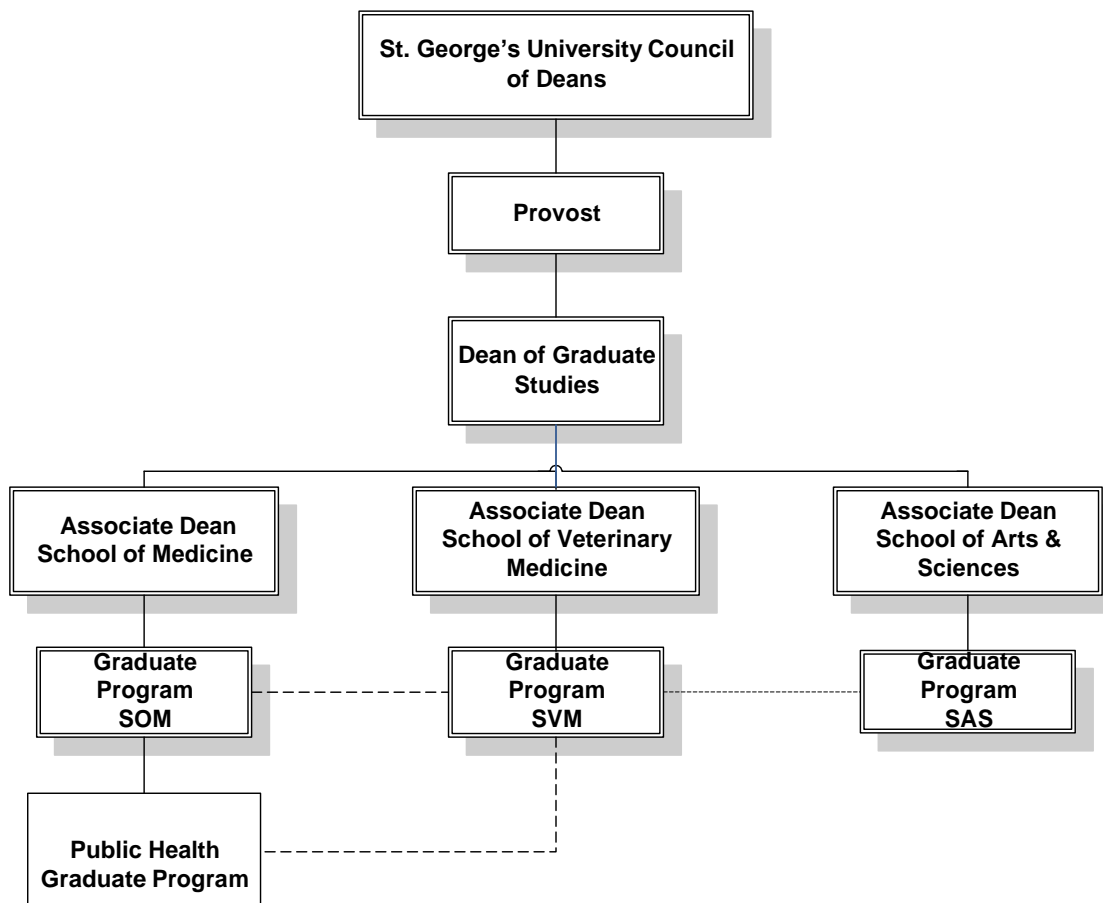 St. George’s University Council
of Deans
Provost
Dean of Graduate
Studies
Associate Dean
School of Medicine
Associate Dean
School of Veterinary
Medicine
Associate Dean
School of Arts &
Sciences
Graduate
Program
SOM
Graduate
Program
SVM
Graduate
Program
SAS
Public Health
Graduate Program